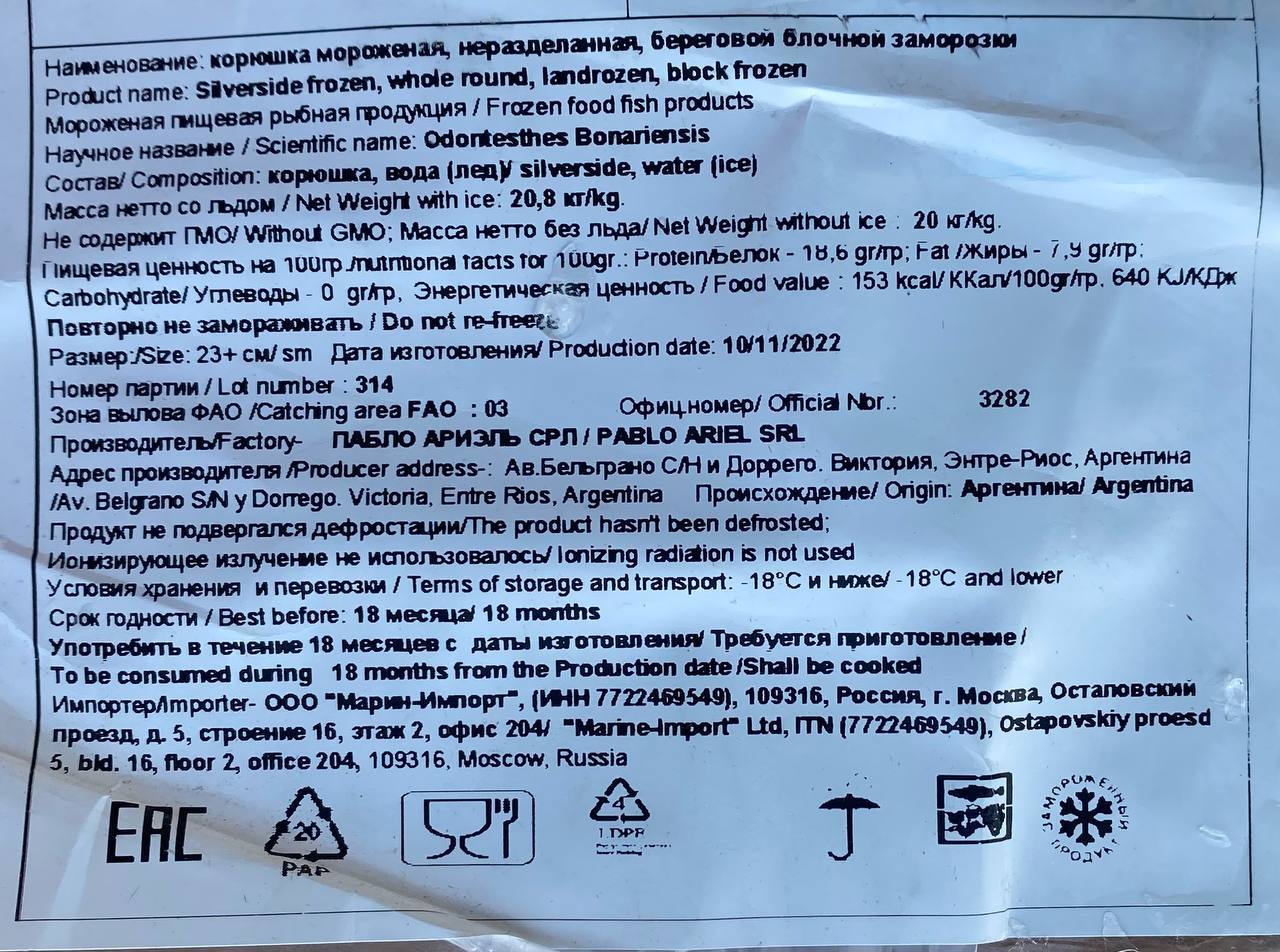 Наименование: корюшка мороженая, неразделанная, береговой блочной заморозки
Product name: Silverside frozen, whole round, landrozen, block frozen
Мороженая пищевая рыбная продукция / Frozen food fish products
Научное название / Scientific name: Odontesthes Bonariensis
Состав/ Composition: корюшка, вода (лед)/ silverside, water (ice)
Масса нетто со льдом / Net Weight with ice: 20,8 кг/kg.
Не содержит ГМО/ Without GMO; Масса нетто без льда/ Net Weight without ice : 20 кг/kg.
Пищевая ценность на 100гр./nutritional facts for 100gr.: Protein/Белок - 18,6 gr/гр; Fat /Жиры - 7,9 gr/гр;
Carbohydrate/ Углеводы - 0 gr/гр, Энергетическая ценность / Food value : 153 kcal/ ККал/100gr/гр. 640 KJ/КДж
Повторно не замораживать / Do not re-freeze
Размер:/Size: 23+ см/ sm Дата изготовления/ Production date: 10/11/2022
Номер партии / Lot number : 314
Зона вылова ФАО /Catching area FAO : 03 Офиц.номер/ Official Nbr.: 3282
Производитель/Factory- ПАБЛО АРИЭЛЬ СРЛ / PABLO ARIEL SRL
Адрес производителя /Producer address-: Ав.Бельграно С/Н и Доррего. Виктория, Энтре-Риос, Аргентина
/Av. Belgrano S/N y Dorrego. Victoria, Entre Rios, Argentina Происхождение/ Origin: Аргентина/ Argentina
Продукт не подвергался дефростации/The product hasn't been defrosted;
Ионизирующее излучение не использовалось/ Ionizing radiation is not used
Условия хранения и перевозки / Terms of storage and transport: -18°C и ниже/ -18°C and lower
Срок годности / Best before: 18 месяца/ 18 months
Употребить в течение 18 месяцев с даты изготовления/ Требуется приготовление /
To be consumed during 18 months from the Production date /Shall be cooked
Импортер/Importer- ООО "Марин-Импорт", (ИНН 7722469549), 109316, Россия, г. Москва, Осталовский
проезд, д. 5, строение 16, этаж 2, офис 204/ "Marine-Import" Ltd, ITN (7722469549), Ostapovskiy proesd
5, bld. 16, floor 2, office 204, 109316, Moscow, Russia
EAC 20 PAP 4 LDPE ЗАМОРОЖЕННЫЙ ПРОДУКТ